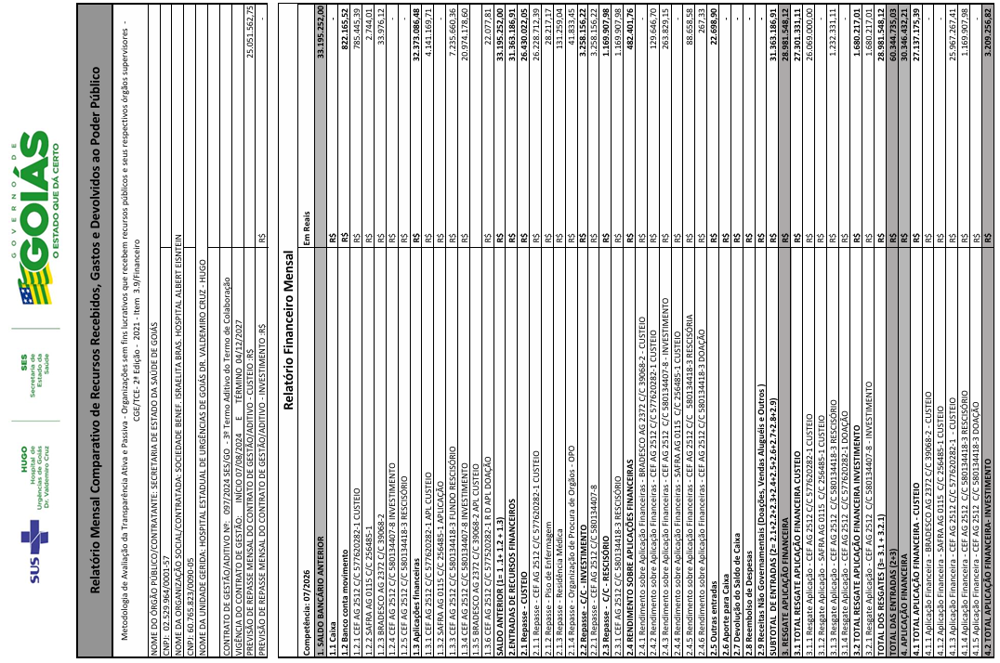 SUS
HUGO
Hospital de
Urgências de Goiás
Dr. Valdemiro Cruz
SES
Secretaria de
Estado da
Saúde
GOVERNO DE
GOIÁS
O ESTADO QUE DÁ CERTO
Relatório Mensal Comparativo de Recursos Recebidos, Gastos e Devolvidos ao Poder Público
Metodologia de Avaliação da Transparência Ativa e Passiva - Organizações sem fins lucrativos que recebem recursos públicos e seus respectivos órgãos supervisores -
CGE/TCE- 2ª Edição - 2021 - Item 3.9/Financeiro
NOME DO ÓRGÃO PÚBLICO/CONTRATANTE: SECRETARIA DE ESTADO DA SAÚDE DE GOIÁS
CNPJ: 02.529.964/0001-57
NOME DA ORGANIZAÇÃO SOCIAL/CONTRATADA: SOCIEDADE BENEF. ISRAELITA BRAS. HOSPITAL ALBERT EISNTEIN
CNPJ: 60.765.823/0090-05
NOME DA UNIDADE GERIDA: HOSPITAL ESTADUAL DE URGÊNCIAS DE GOIÁS DR. VALDEMIRO CRUZ - HUGO
CONTRATO DE GESTÃO/ADITIVO Nº: 097/2024 SES/GO - 3º Termo Aditivo do Termo de Colaboração
VIGÊNCIA DO CONTRATO DE GESTÃO: INÍCIO 07/08/2024 E TÉRMINO 04/12/2027
PREVISÃO DE REPASSE MENSAL DO CONTRATO DE GESTÃO/ADITIVO - CUSTEIO :R$ 25.051.562,75
PREVISÃO DE REPASSE MENSAL DO CONTRATO DE GESTÃO/ADITIVO - INVESTIMENTO :R$ R$ -
Relatório Financeiro Mensal
Competência: 07/2026 Em Reais
1. SALDO BANCÁRIO ANTERIOR 33.195.252,00
1.1 Caixa R$ -
1.2 Banco conta movimento R$ 822.165,52
1.2.1 CEF AG 2512 C/C 577620282-1 CUSTEIO R$ 785.445,39
1.2.2 SAFRA AG 0115 C/C 256485-1 R$ 2.744,01
1.2.3 BRADESCO AG 2372 C/C 39068-2 R$ 33.976,12
1.2.4 CEF AG 2512 C/C 580134407-8 INVESTIMENTO R$ -
1.2.5 CEF AG 2512 C/C 580134418-3 RESCISÓRIO R$ -
1.3 Aplicações financeiras R$ 32.373.086,48
1.3.1 CEF AG 2512 C/C 577620282-1 APL CUSTEIO R$ 4.141.169,71
1.3.2 SAFRA AG 0115 C/C 256485-1 APLICAÇÃO R$ -
1.3.3 CEF AG 2512 C/C 580134418-3 FUNDO RESCISÓRIO R$ 7.235.660,36
1.3.4 CEF AG 2512 C/C 580134407-8 INVESTIMENTO R$ 20.974.178,60
1.3.5 BRADESCO AG 2372 C/C 39068-2 APL CUSTEIO R$ -
1.3.6 CEF AG 2512 C/C 577520282-1 R D APL CUSTEIO R$ 22.077,81
SALDO ANTERIOR (1= 1.1+ 1.2 + 1.3) R$ 33.195.252,00
2.ENTRADAS DE RECURSOS FINANCEIROS R$ 31.363.186,91
2.1 Repasse - CUSTEIO R$ 26.430.022,05
2.1.1 Repasse - CEF AG 2512 C/C 577620282-1 CUSTEIO R$ 26.228.712,39
2.1.2 Repasse - Piso de Enfermagem R$ 28.217,17
2.1.3 Repasse - Residência Médica R$ 131.259,04
2.1.4 Repasse - Organização de Procura de Orgãos - OPO R$ 41.833,45
2.2 Repasse - C/C - INVESTIMENTO R$ 3.258.156,22
2.2.1 Repasse - CEF AG 2512 C/C 580134407-8 R$ 3.258.156,22
2.3 Repasse - C/C - RESCISÓRIO R$ 1.169.907,98
2.3.1 CEF AG 2512 C/C 580134418-3 RESCISÓRIO R$ 1.169.907,98
2.4 RENDIMENTO SOBRE APLICAÇÕES FINANCEIRAS R$ 482.401,76
2.4.1 Rendimento sobre Aplicação Financeiras - BRADESCO AG 2372 C/C 39068-2 - CUSTEIO R$ -
2.4.2 Rendimento sobre Aplicação Financeiras - CEF AG 2512 C/C 577620282-1 CUSTEIO R$ 129.646,70
2.4.3 Rendimento sobre Aplicação Financeiras - CEF AG 2512 C/C 580134407-8 - INVESTIMENTO R$ 263.829,15
2.4.4 Rendimento sobre Aplicação Financeiras - SAFRA AG 0115 C/C 256485-1 CUSTEIO R$ -
2.4.5 Rendimento sobre Aplicação Financeiras - CEF AG 2512 C/C 580134418-3 RESCISÓRIA R$ 88.658,58
2.4.6 Rendimento sobre Aplicação Financeiras - CEF AG 2512 C/C 580134418-3 DOAÇÃO R$ 267,33
2.5 Outras entradas R$ 22.698,90
2.6 Aporte para Caixa R$ -
2.7 Devolução do Saldo de Caixa R$ -
2.8 Reembolso de Despesas R$ -
2.9 Receitas Não Governamentais (Doações, Vendas Aluguéis e Outros ) R$ -
SUBTOTAL DE ENTRADAS (2= 2.1+2.2+2.3+2.4+2.5+2.6+2.7+2.8+2.9) R$ 31.363.186,91
3. RESGATE APLICAÇÃO FINANCEIRA R$ 28.981.548,12
3.1 TOTAL RESGATE APLICAÇÃO FINANCEIRA CUSTEIO R$ 27.301.331,11
3.1.1 Resgate Aplicação - CEF AG 2512 C/C 577620282-1 CUSTEIO R$ 26.069.000,00
3.1.2 Resgate Aplicação - SAFRA AG 0115 C/C 256485-1 CUSTEIO R$ -
3.1.3 Resgate Aplicação - CEF AG 2512 C/C 580134418-3 RESCISÓRIO R$ 1.232.331,11
3.1.4 Resgate Aplicação - CEF AG 2512 C/C 577620282-1 DOAÇÃO R$ -
3.2 TOTAL RESGATE APLICAÇÃO FINANCEIRA INVESTIMENTO R$ 1.680.217,01
3.2.1 Resgate Aplicação - CEF AG 2512 C/C 580134407-8 - INVESTIMENTO R$ 1.680.217,01
TOTAL DOS RESGATES (3= 3.1 + 3.2.1) R$ 28.981.548,12
TOTAL DAS ENTRADAS (2+3) R$ 60.344.735,03
4. APLICAÇÃO FINANCEIRA R$ 30.346.432,21
4.1 TOTAL APLICAÇÃO FINANCEIRA - CUSTEIO R$ 27.137.175,39
4.1.1 Aplicação Financeira - BRADESCO AG 2372 C/C 39068-2 - CUSTEIO R$ -
4.1.2 Aplicação Financeira - SAFRA AG 0115 C/C 256485-1 CUSTEIO R$ -
4.1.3 Aplicação Financeira - CEF AG 2512 C/C 577620282-1 - CUSTEIO R$ 25.967.267,41
4.1.4 Aplicação Financeira - CEF AG 2512 C/C 580134418-3 RESCISÓRIO R$ 1.169.907,98
4.1.5 Aplicação Financeira - CEF AG 2512 C/C 580134418-3 DOAÇÃO R$ -
4.2 TOTAL APLICAÇÃO FINANCEIRA- INVESTIMENTO R$ 3.209.256,82